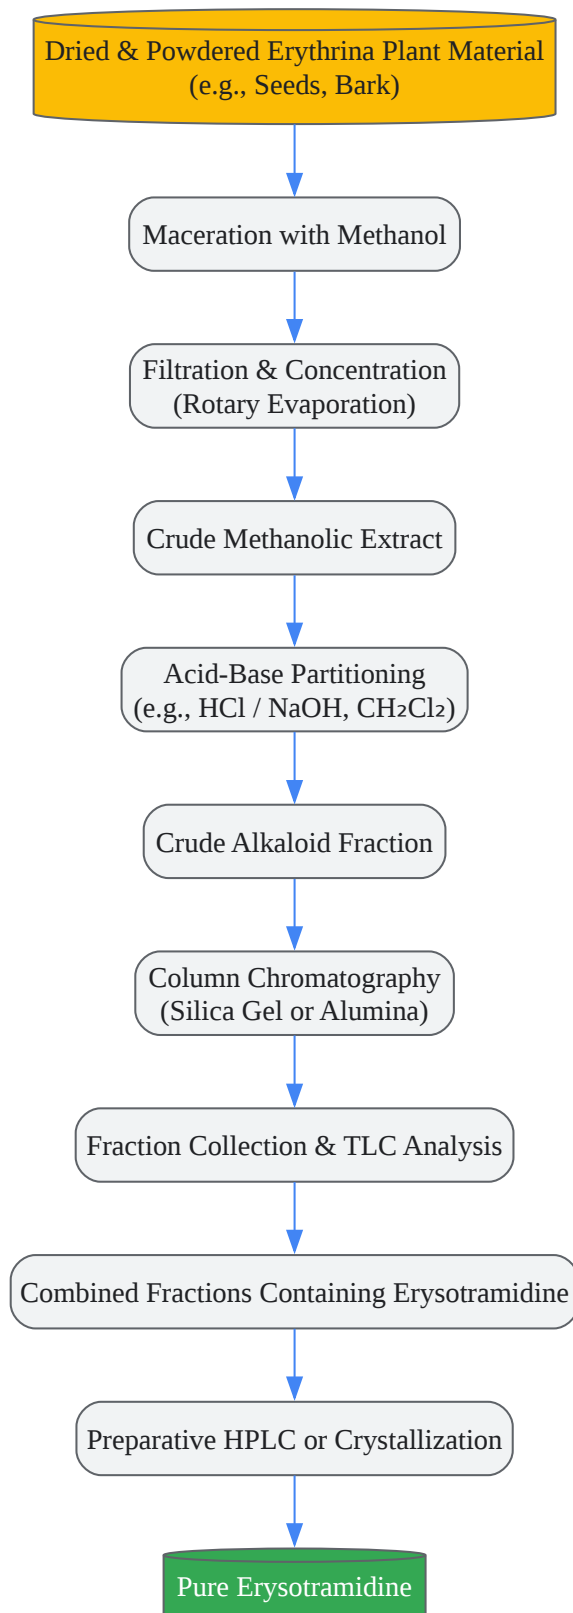 Dried & Powdered Erythrina Plant Material
(e.g., Seeds, Bark)
Maceration with Methanol
Filtration & Concentration
(Rotary Evaporation)
Crude Methanolic Extract
Acid-Base Partitioning
(e.g., HCl / NaOH, CH₂Cl₂)
Crude Alkaloid Fraction
Column Chromatography
(Silica Gel or Alumina)
Fraction Collection & TLC Analysis
Combined Fractions Containing Erysotramidine
Preparative HPLC or Crystallization
Pure Erysotramidine